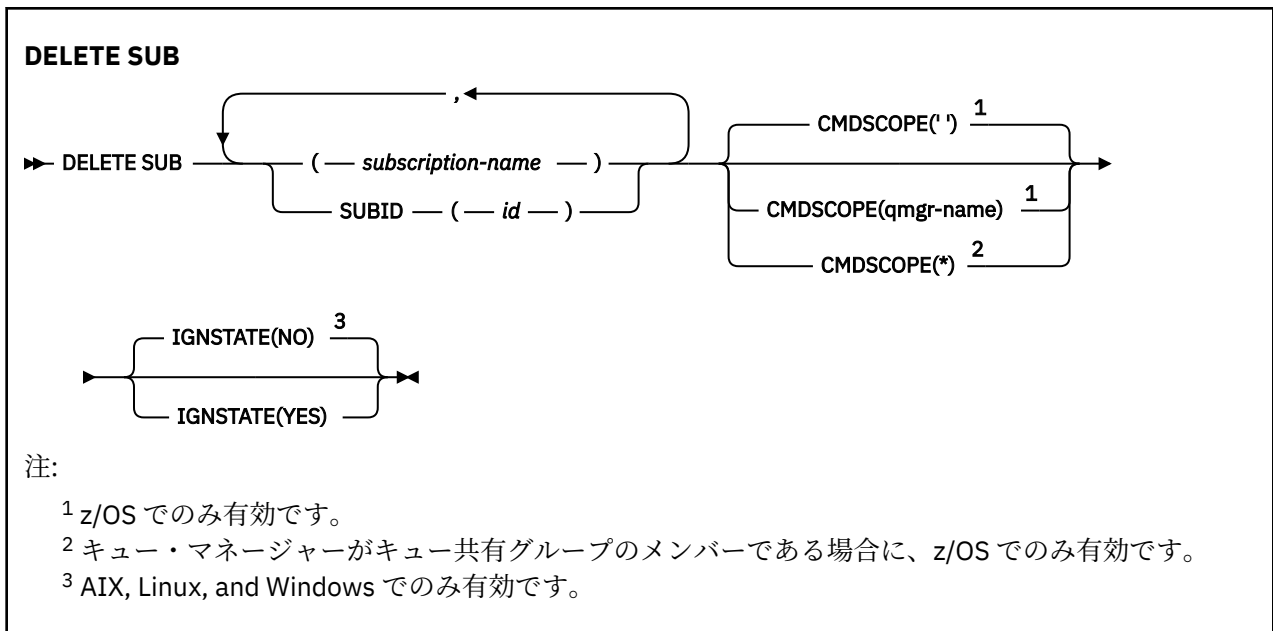 DELETE SUB
,
DELETE SUB ( subscription-name ) CMDSCOPE(' ') 1
SUBID ( id ) CMDSCOPE(qmgr-name) 1
CMDSCOPE(*) 2
IGNSTATE(NO) 3
IGNSTATE(YES)
注:
1 z/OS でのみ有効です。
2 キュー・マネージャーがキュー共有グループのメンバーである場合に、z/OS でのみ有効です。
3 AIX, Linux, and Windows でのみ有効です。